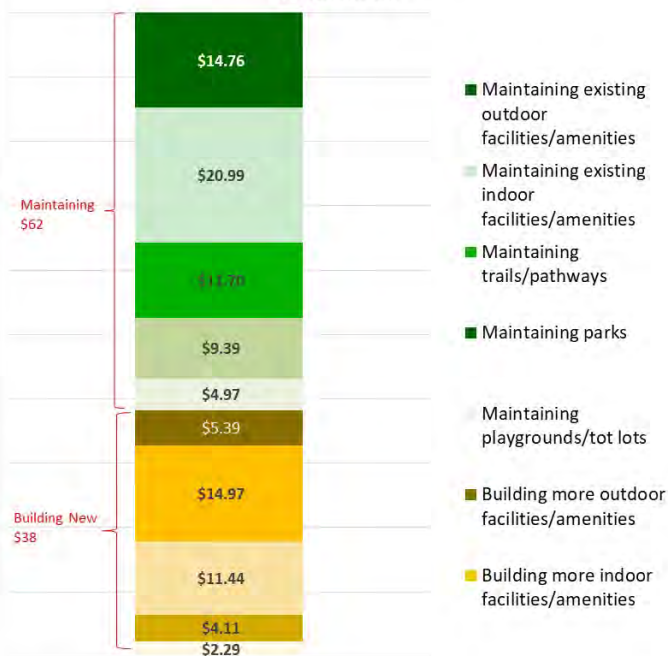 $14.76
$20.99
Maintaining
$62
$11.70
$9.39
$4.97
$5.39
$14.97
Building New
$38
$11.44
$4.11
$2.29
Maintaining existing
outdoor
facilities/amenities
Maintaining existing
indoor
facilities/amenities
Maintaining
trails/pathways
Maintaining parks
Maintaining
playgrounds/tot lots
Building more outdoor
facilities/amenities
Building more indoor
facilities/amenities